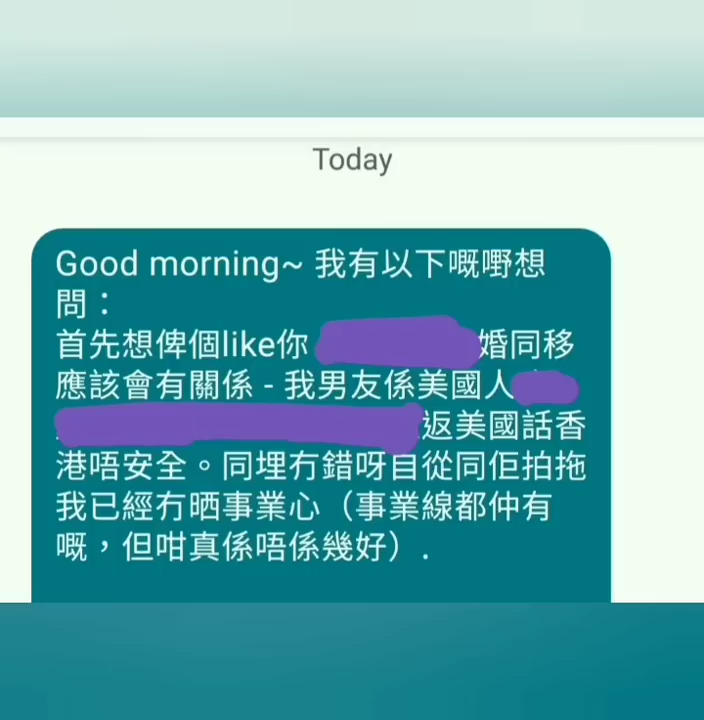 Today
Good morning~ 我有以下嘅嘢想
問：
首先想俾個like你 婚同移
應該會有關係 - 我男友係美國人
返美國話香
港唔安全。同埋冇錯呀自從同佢拍拖
我已經冇晒事業心（事業線都仲有
嘅，但咁真係唔係幾好）.